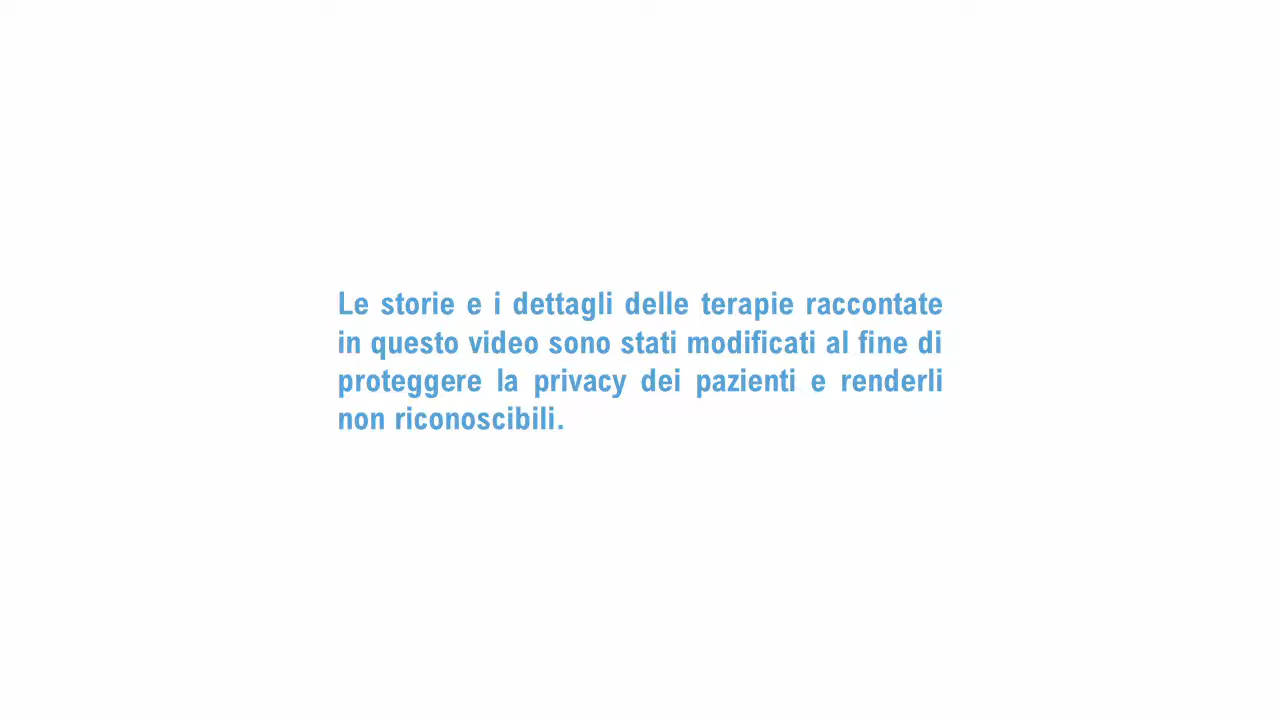 Le storie e i dettagli delle terapie raccontate
in questo video sono stati modificati al fine di
proteggere la privacy dei pazienti e renderli
non riconoscibili.